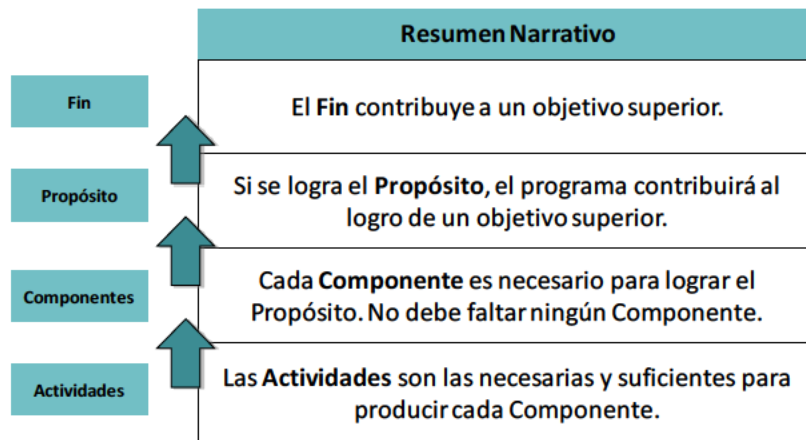 Resumen Narrativo
Fin
El Fin contribuye a un objetivo superior.
Propósito
Si se logra el Propósito, el programa contribuirá al
logro de un objetivo superior.
Componentes
Cada Componente es necesario para lograr el
Propósito. No debe faltar ningún Componente.
Actividades
Las Actividades son las necesarias y suficientes para
producir cada Componente.